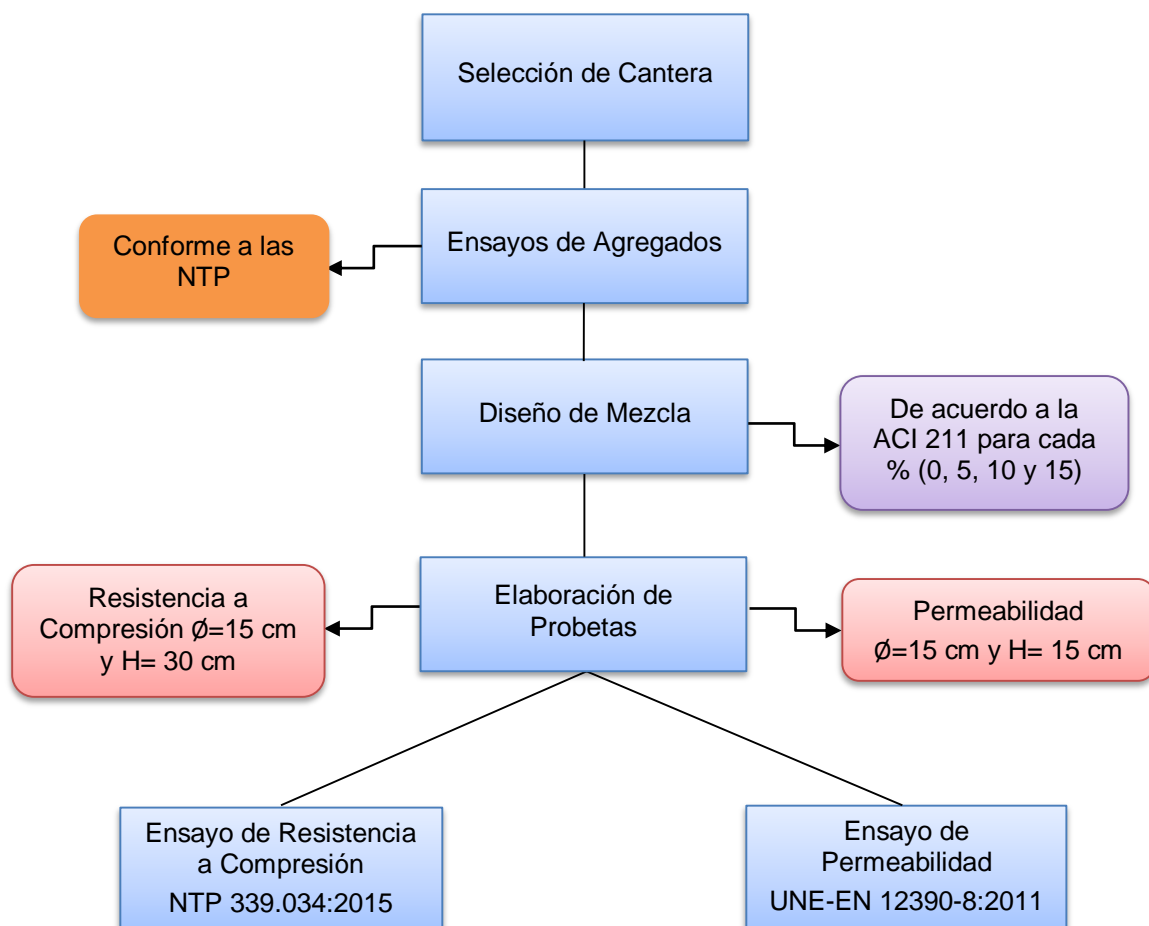 Selección de Cantera
Ensayos de Agregados
Conforme a las
NTP
Diseño de Mezcla
De acuerdo a la
ACI 211 para cada
% (0, 5, 10 y 15)
Elaboración de
Probetas
Resistencia a
Compresión Ø=15 cm
y H= 30 cm
Permeabilidad
Ø=15 cm y H= 15 cm
Ensayo de Resistencia
a Compresión
NTP 339.034:2015
Ensayo de
Permeabilidad
UNE-EN 12390-8:2011